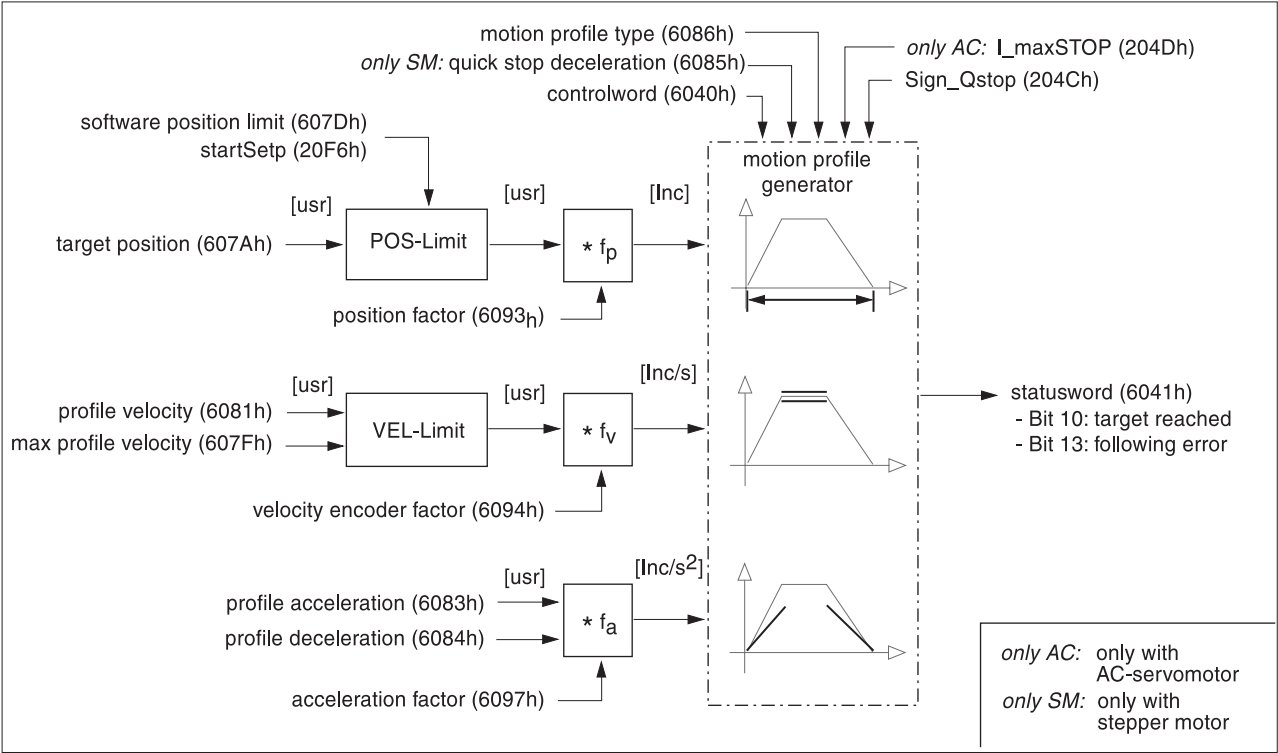 motion profile type (6086h)
only SM: quick stop deceleration (6085h)
controlword (6040h)
only AC: I_maxSTOP (204Dh)
Sign_Qstop (204Ch)
software position limit (607Dh)
startSetp (20F6h)
motion profile
generator
[usr]
[usr]
[Inc]
target position (607Ah)
POS-Limit
* fp
position factor (6093h)
[usr]
[usr]
[Inc/s]
profile velocity (6081h)
max profile velocity (607Fh)
VEL-Limit
* fv
velocity encoder factor (6094h)
statusword (6041h)
- Bit 10: target reached
- Bit 13: following error
[usr]
[Inc/s2]
profile acceleration (6083h)
profile deceleration (6084h)
* fa
acceleration factor (6097h)
only AC: only with
AC-servomotor
only SM: only with
stepper motor